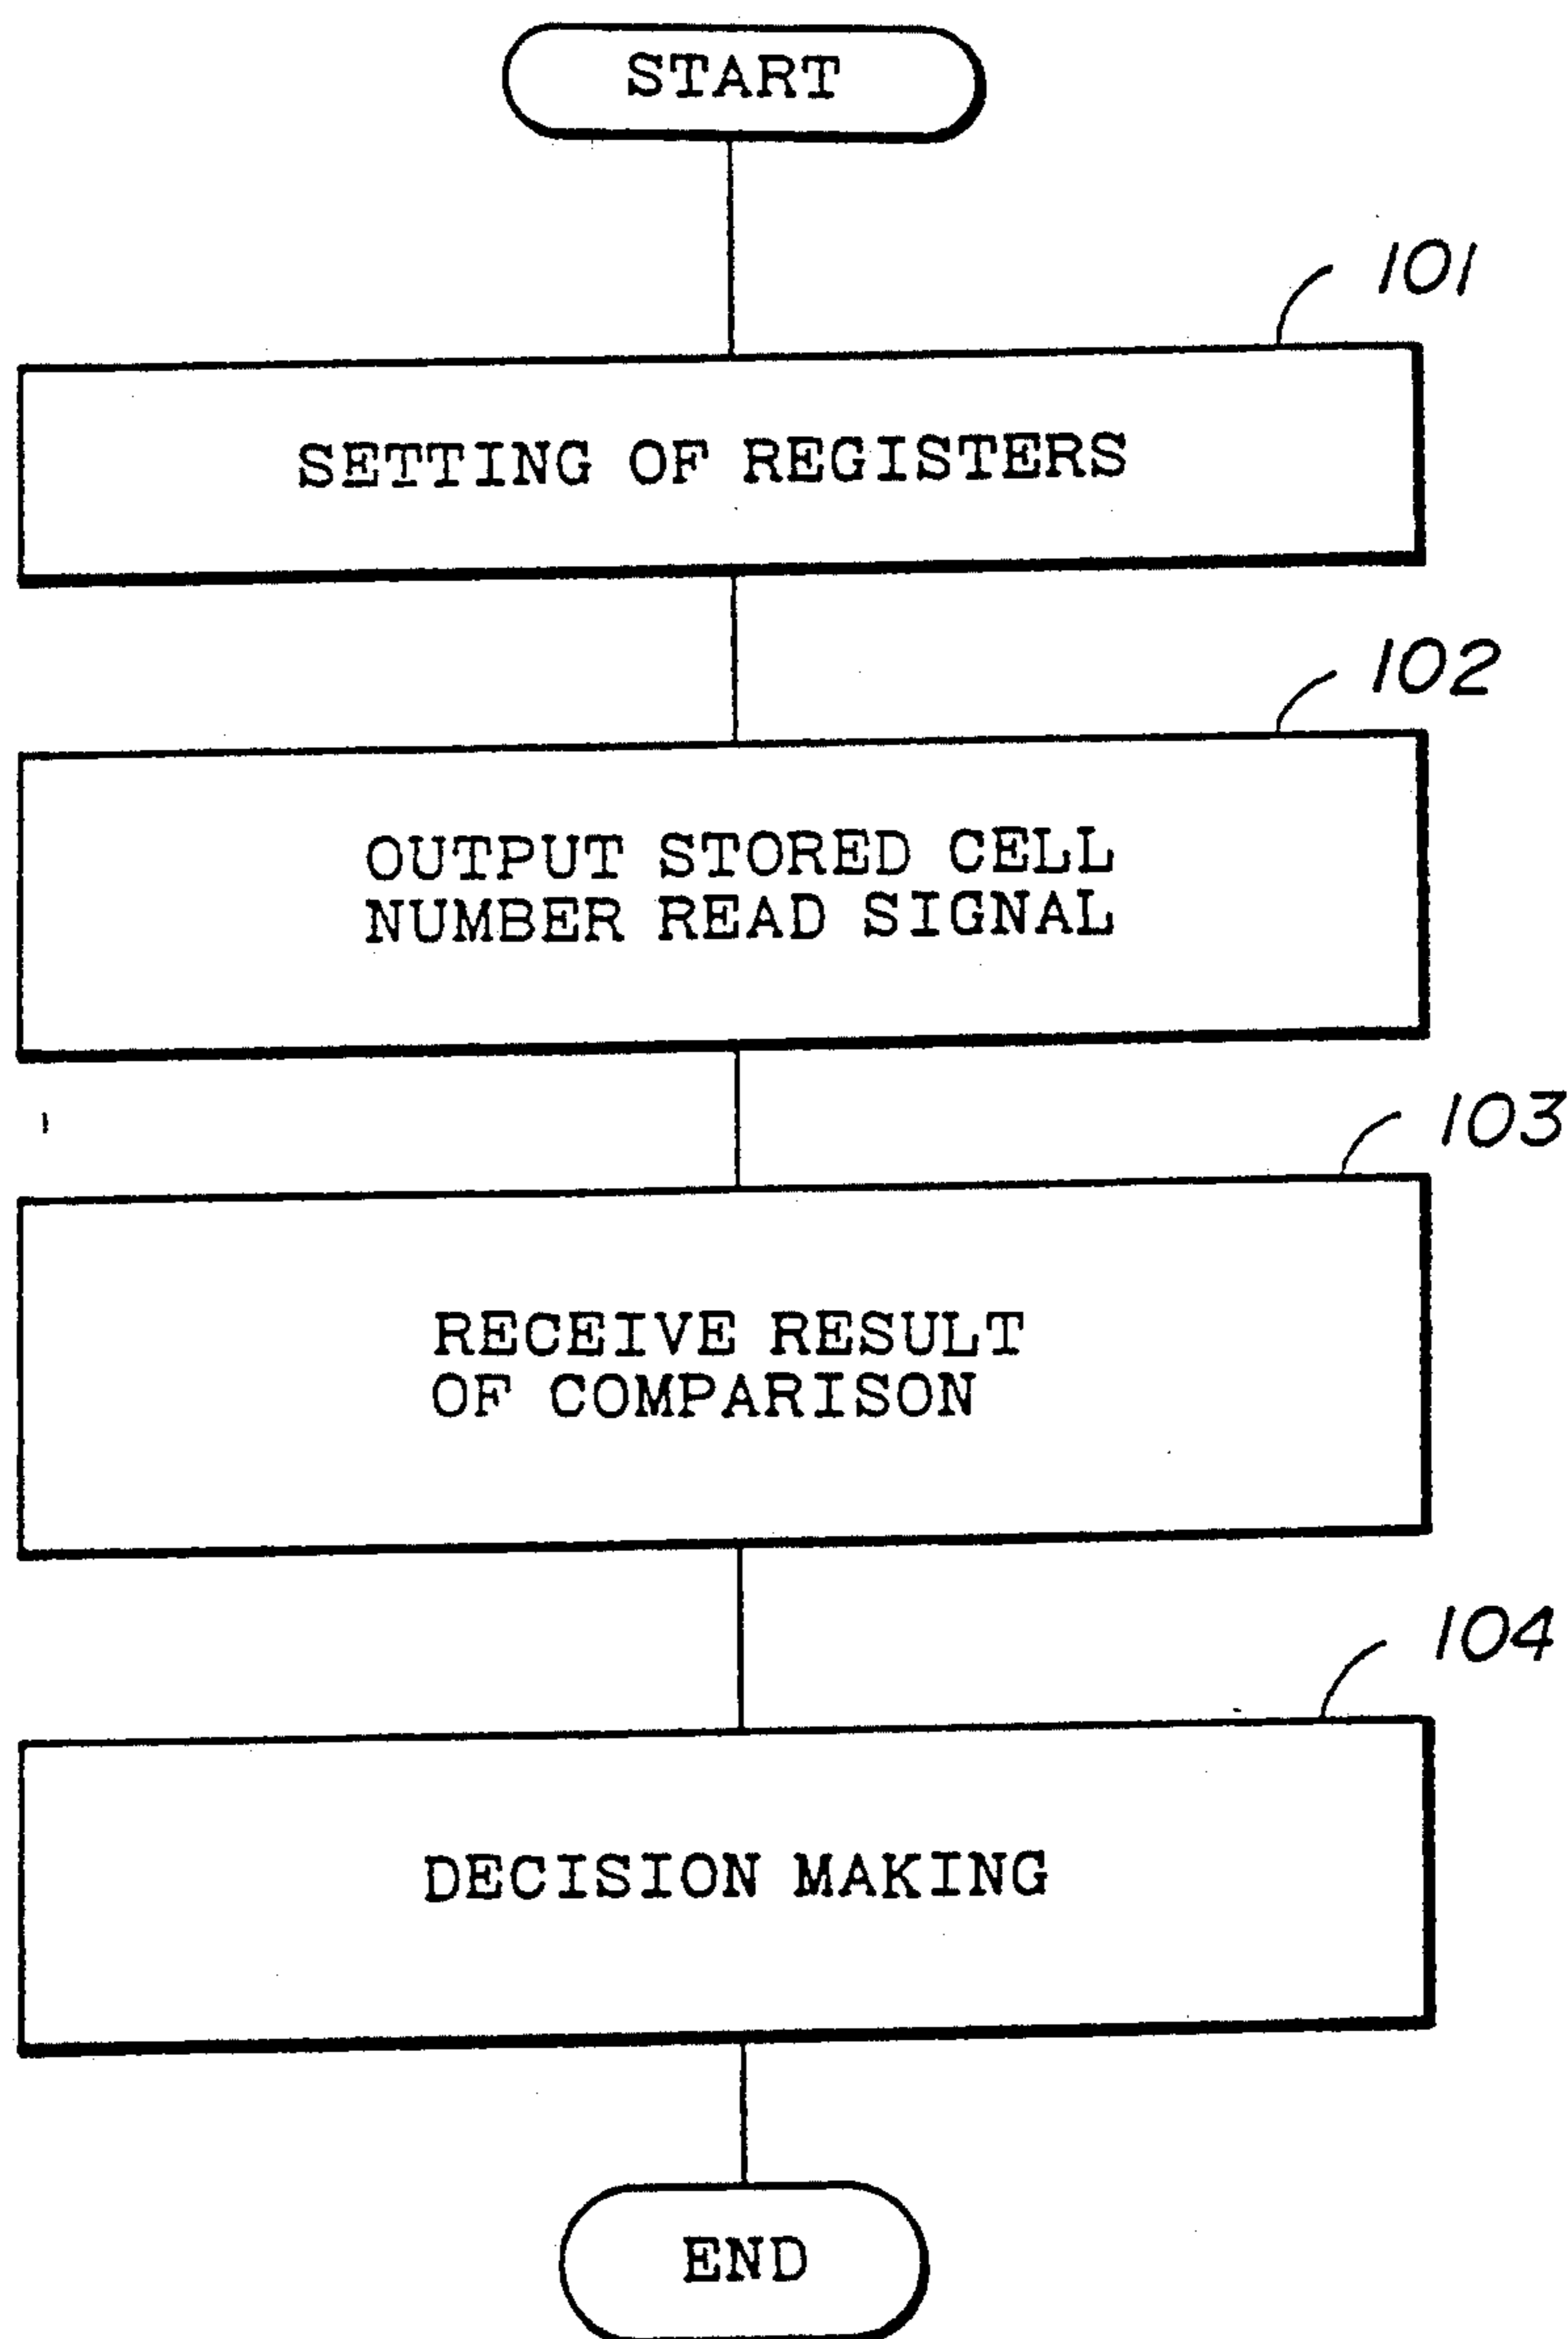 START
101
SETTING OF REGISTERS
102
OUTPUT STORED CELL
NUMBER READ SIGNAL
103
RECEIVE RESULT
OF COMPARISON
104
DECISION MAKING
END